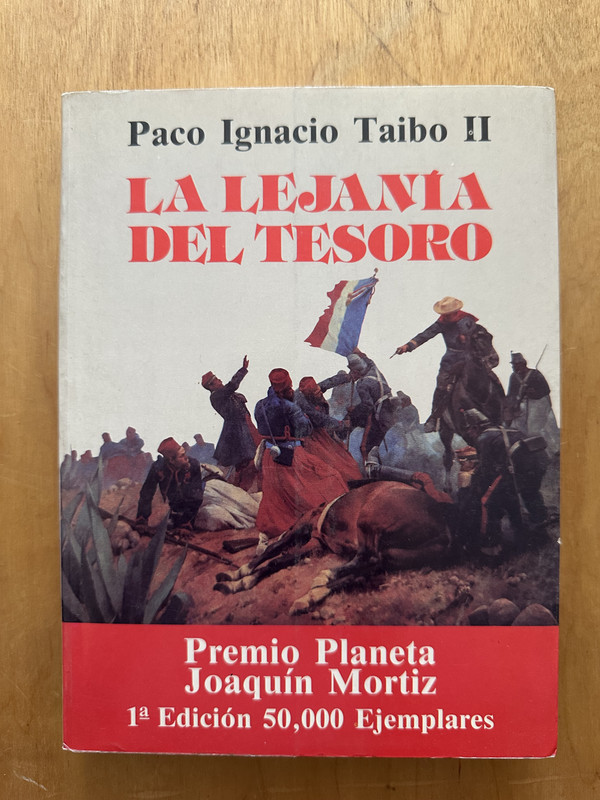 Paco Ignacio Taibo II
LA LEJANÍA
DEL TESORO
Premio Planeta
Joaquín Mortiz
1ª Edición 50,000 Ejemplares